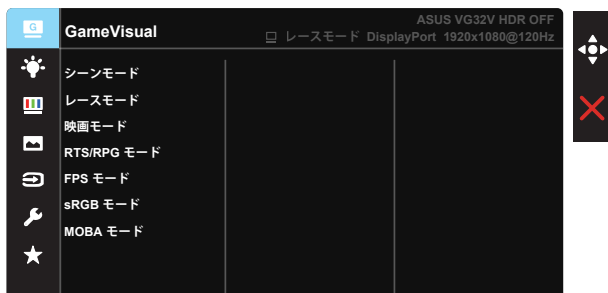 G
GameVisual
ASUS VG32V HDR OFF
レースモード DisplayPort 1920x1080@120Hz
シーンモード
レースモード
映画モード
RTS/RPG モード
FPS モード
sRGB モード
MOBA モード